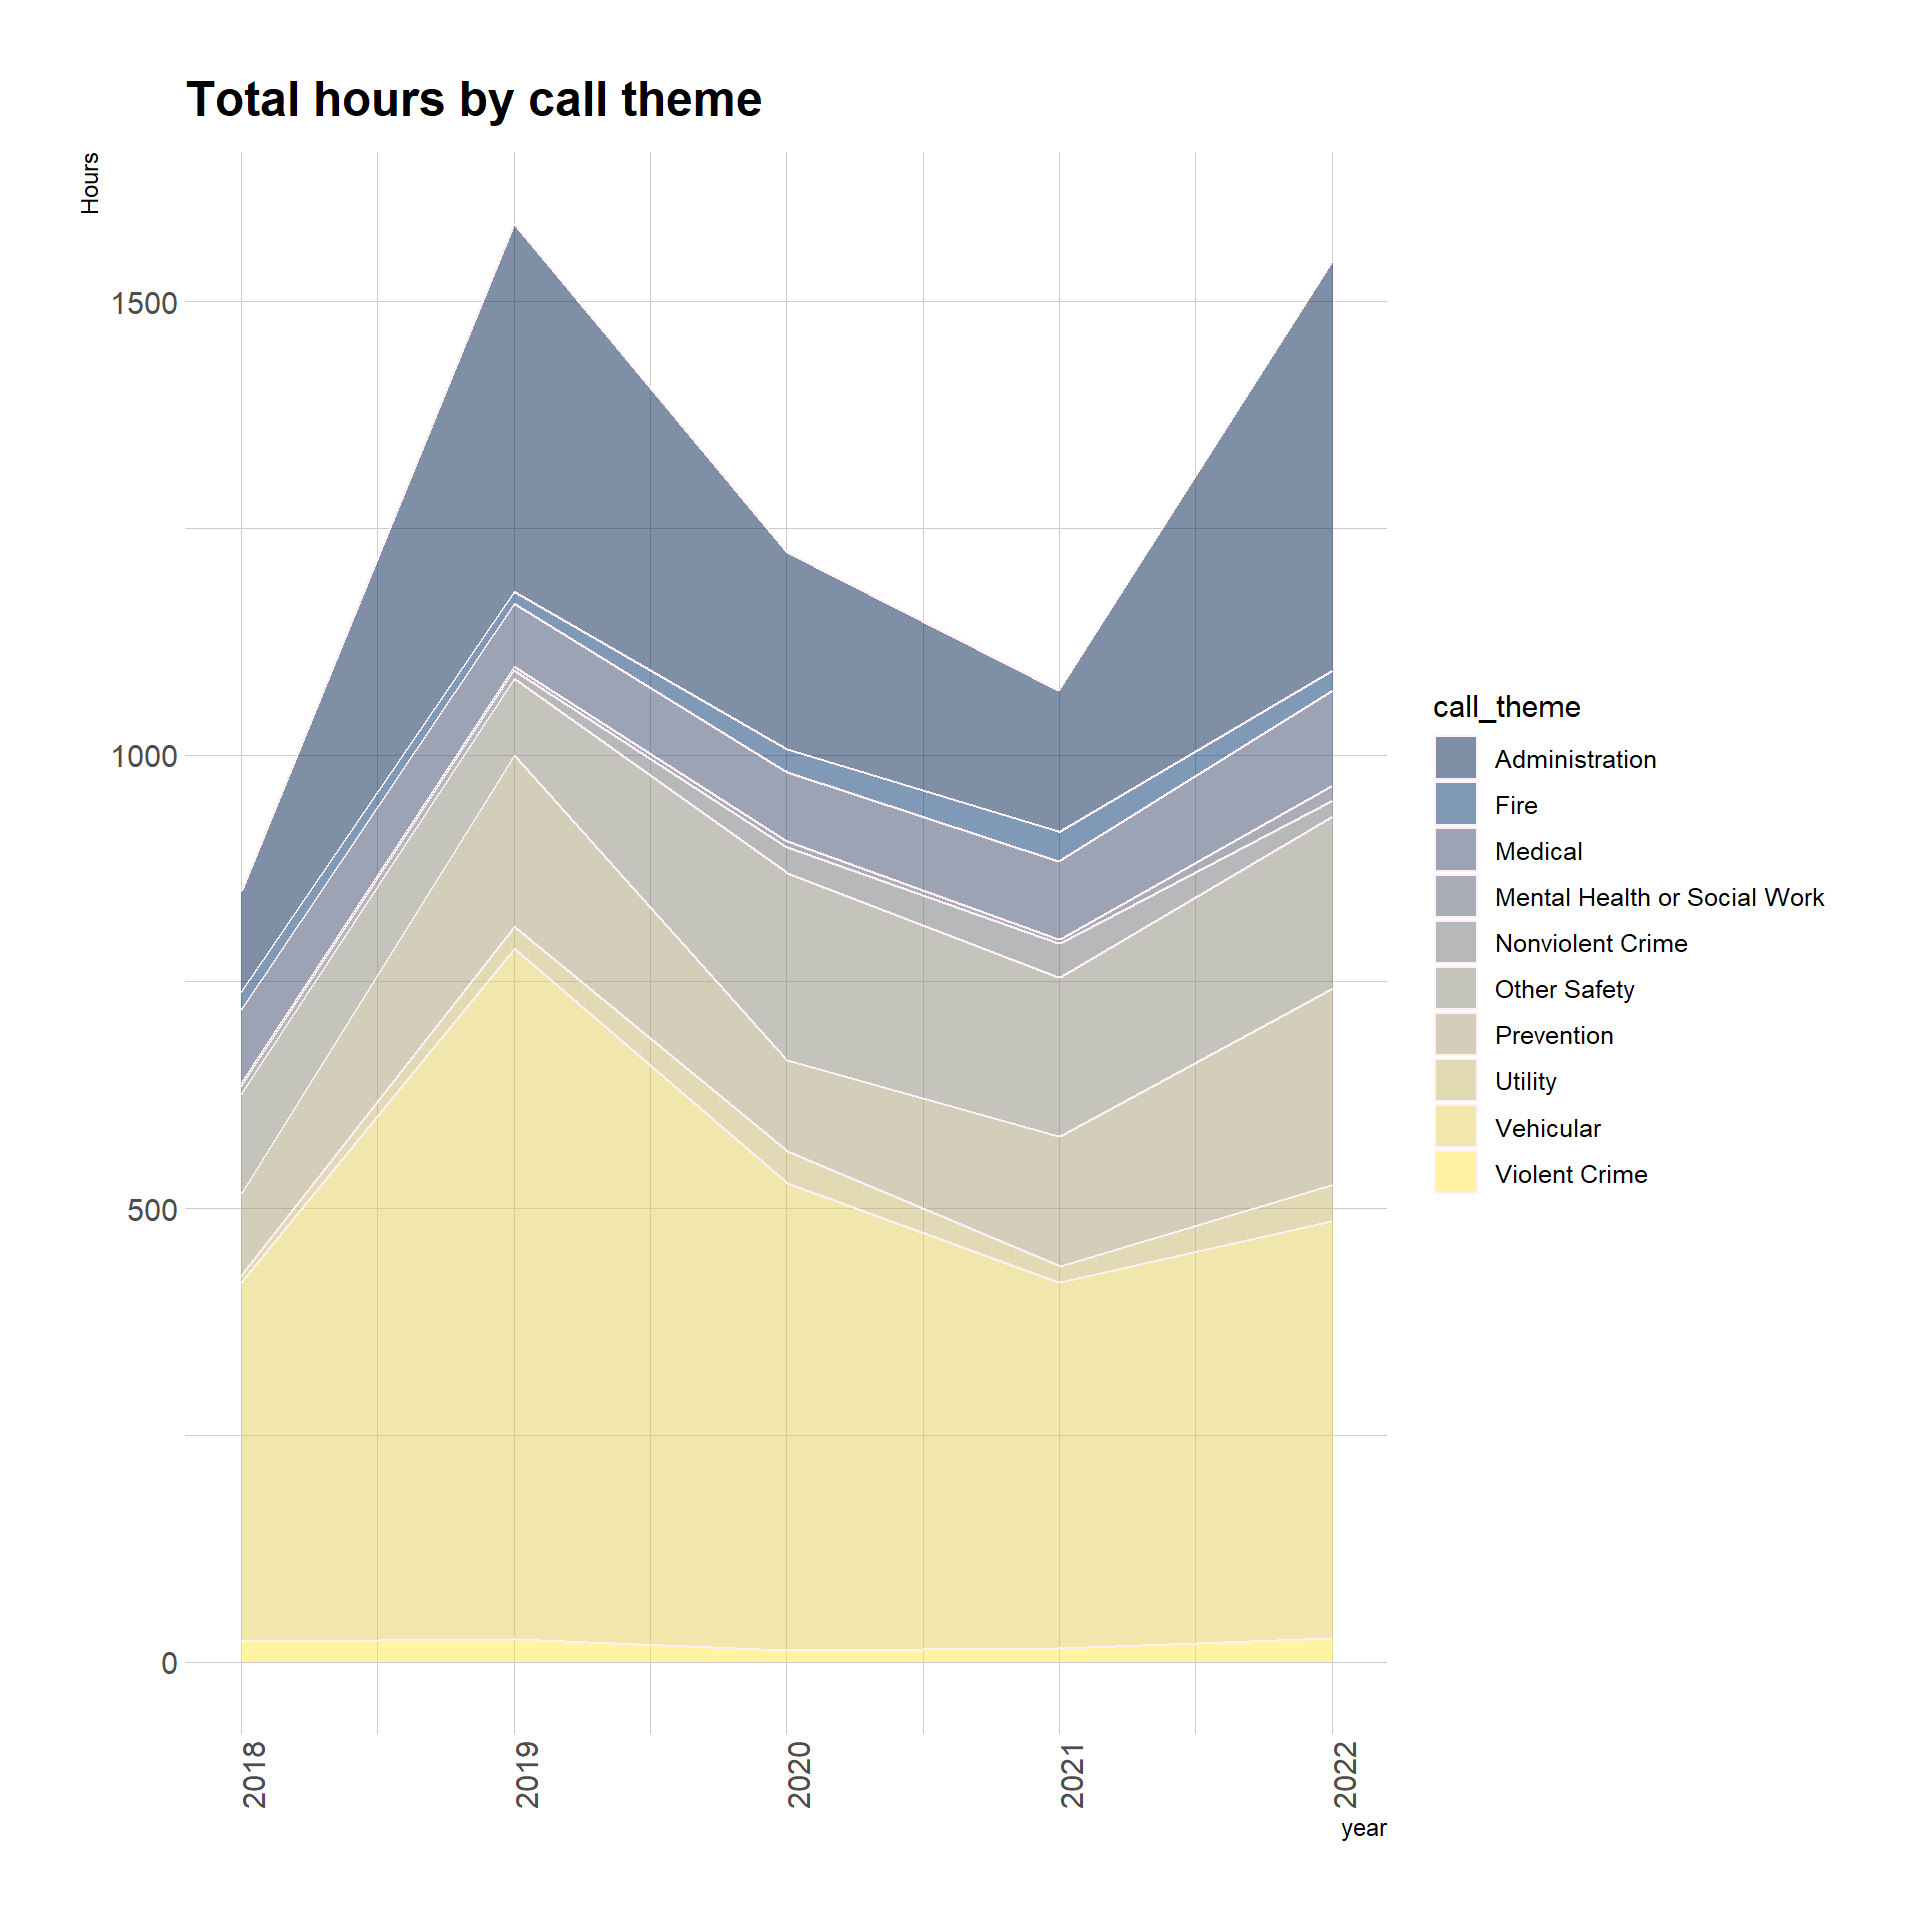 Total hours by call theme
Hours
1500
1000
500
0
2018
2019
2020
2021
2022
year
call_theme
Administration
Fire
Medical
Mental Health or Social Work
Nonviolent Crime
Other Safety
Prevention
Utility
Vehicular
Violent Crime